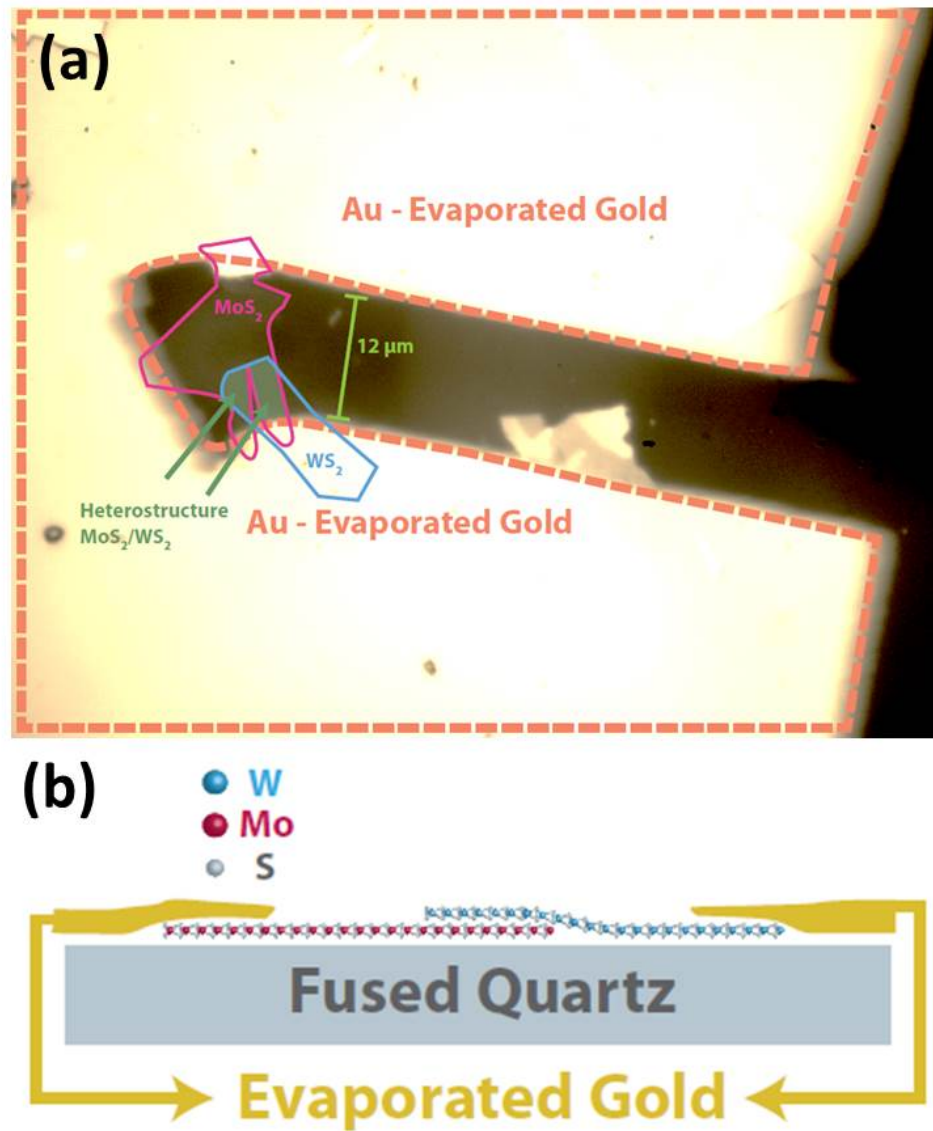 (a)
Au - Evaporated Gold
MoS₂
12 µm
WS₂
Heterostructure
MoS₂/WS₂
Au - Evaporated Gold
(b)
W
Mo
S
Fused Quartz
Evaporated Gold